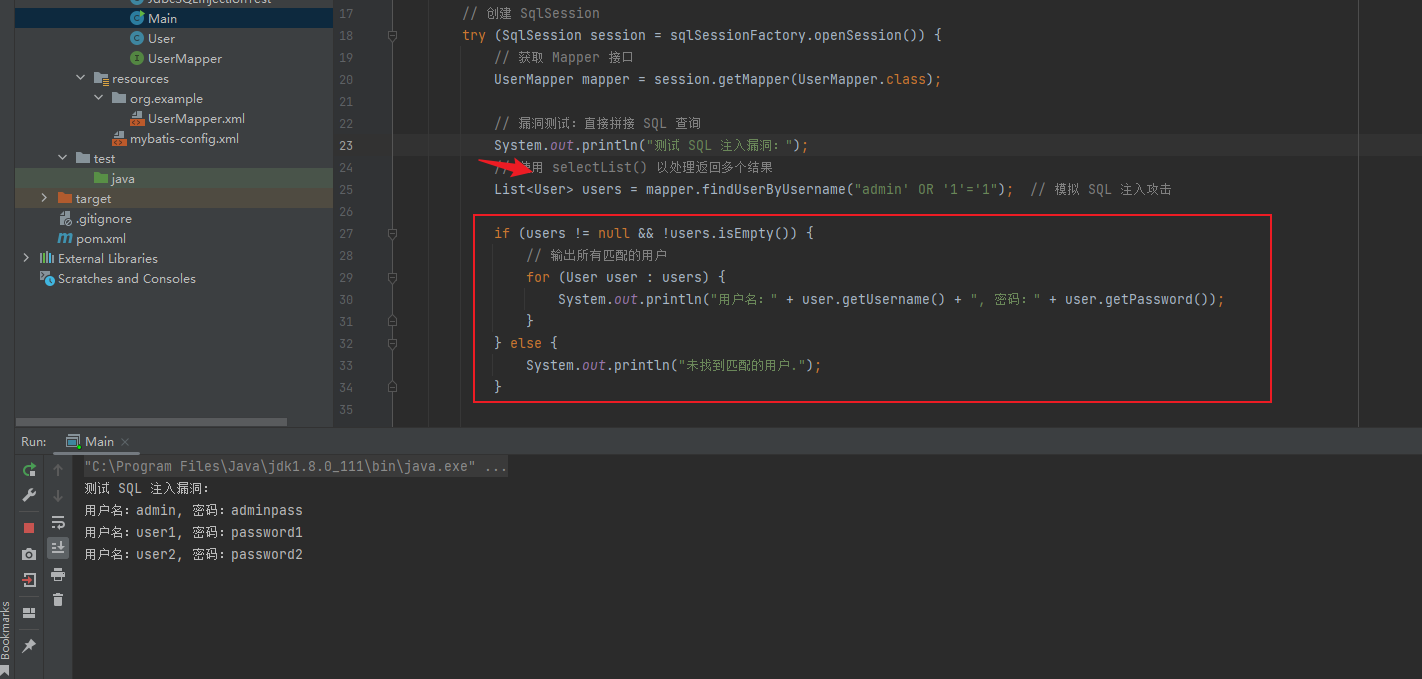 JdbcSQLInjectionTest
Main
User
UserMapper
resources
org.example
UserMapper.xml
mybatis-config.xml
test
java
target
.gitignore
pom.xml
External Libraries
Scratches and Consoles
17 // 创建 SqlSession
18 try (SqlSession session = sqlSessionFactory.openSession()) {
19 // 获取 Mapper 接口
20 UserMapper mapper = session.getMapper(UserMapper.class);
21
22 // 漏洞测试：直接拼接 SQL 查询
23 System.out.println("测试 SQL 注入漏洞：");
24 // 使用 selectList() 以处理返回多个结果
25 List<User> users = mapper.findUserByUsername("admin' OR '1'='1"); // 模拟 SQL 注入攻击
26
27 if (users != null && !users.isEmpty()) {
28 // 输出所有匹配的用户
29 for (User user : users) {
30 System.out.println("用户名：" + user.getUsername() + ", 密码：" + user.getPassword());
31 }
32 } else {
33 System.out.println("未找到匹配的用户.");
34 }
35
Run: Main
"C:\Program Files\Java\jdk1.8.0_111\bin\java.exe" ...
测试 SQL 注入漏洞：
用户名：admin, 密码：adminpass
用户名：user1, 密码：password1
用户名：user2, 密码：password2
Bookmarks